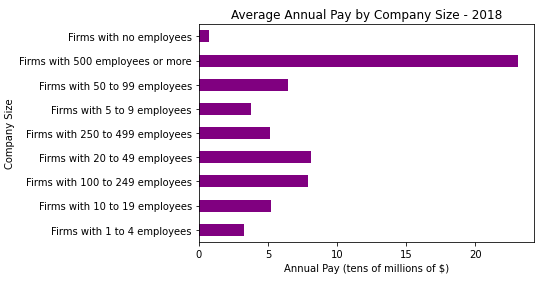 Average Annual Pay by Company Size - 2018
Company Size
Firms with no employees
Firms with 500 employees or more
Firms with 50 to 99 employees
Firms with 5 to 9 employees
Firms with 250 to 499 employees
Firms with 20 to 49 employees
Firms with 100 to 249 employees
Firms with 10 to 19 employees
Firms with 1 to 4 employees
0 5 10 15 20
Annual Pay (tens of millions of $)